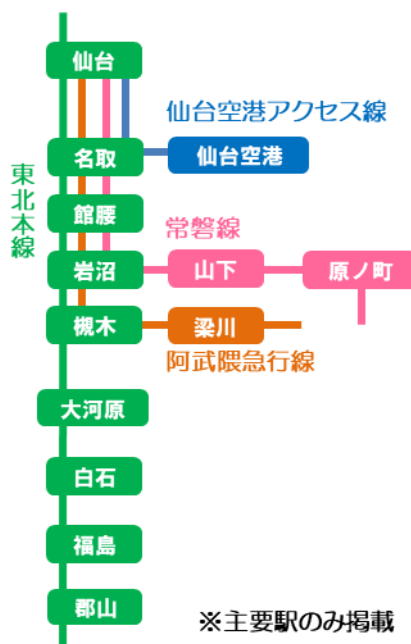 仙台
仙台空港アクセス線
名取
仙台空港
東北本線
館腰
常磐線
岩沼
山下
原ノ町
槻木
梁川
阿武隈急行線
大河原
白石
福島
郡山
※主要駅のみ掲載